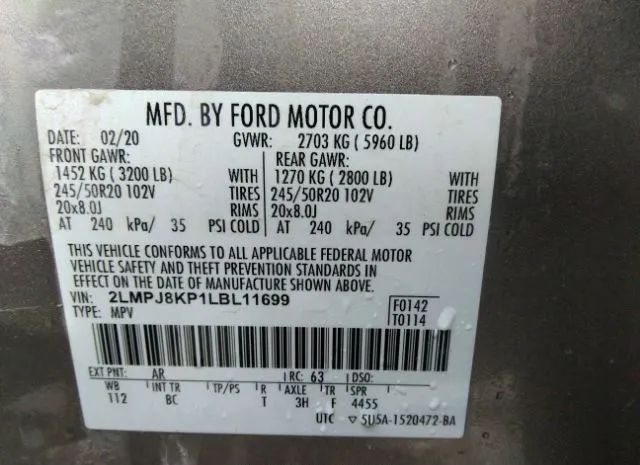 MFD. BY FORD MOTOR CO.
DATE: 02/20 GVWR: 2703 KG ( 5960 LB)
FRONT GAWR: REAR GAWR:
1452 KG ( 3200 LB) WITH 1270 KG ( 2800 LB) WITH
245/50R20 102V TIRES 245/50R20 102V TIRES
20x8.0J RIMS 20x8.0J RIMS
AT 240 kPa/ 35 PSI COLD AT 240 kPa/ 35 PSI COLD
THIS VEHICLE CONFORMS TO ALL APPLICABLE FEDERAL MOTOR
VEHICLE SAFETY AND THEFT PREVENTION STANDARDS IN
EFFECT ON THE DATE OF MANUFACTURE SHOWN ABOVE.
VIN: 2LMPJ8KP1LBL11699 F0142
TYPE: MPV T0114
EXT PNT: AR RC: 63 DSO:
WB INT TR TP/PS R AXLE TR SPR
112 BC T 3H F 4455
UTC 5U5A-1520472-BA